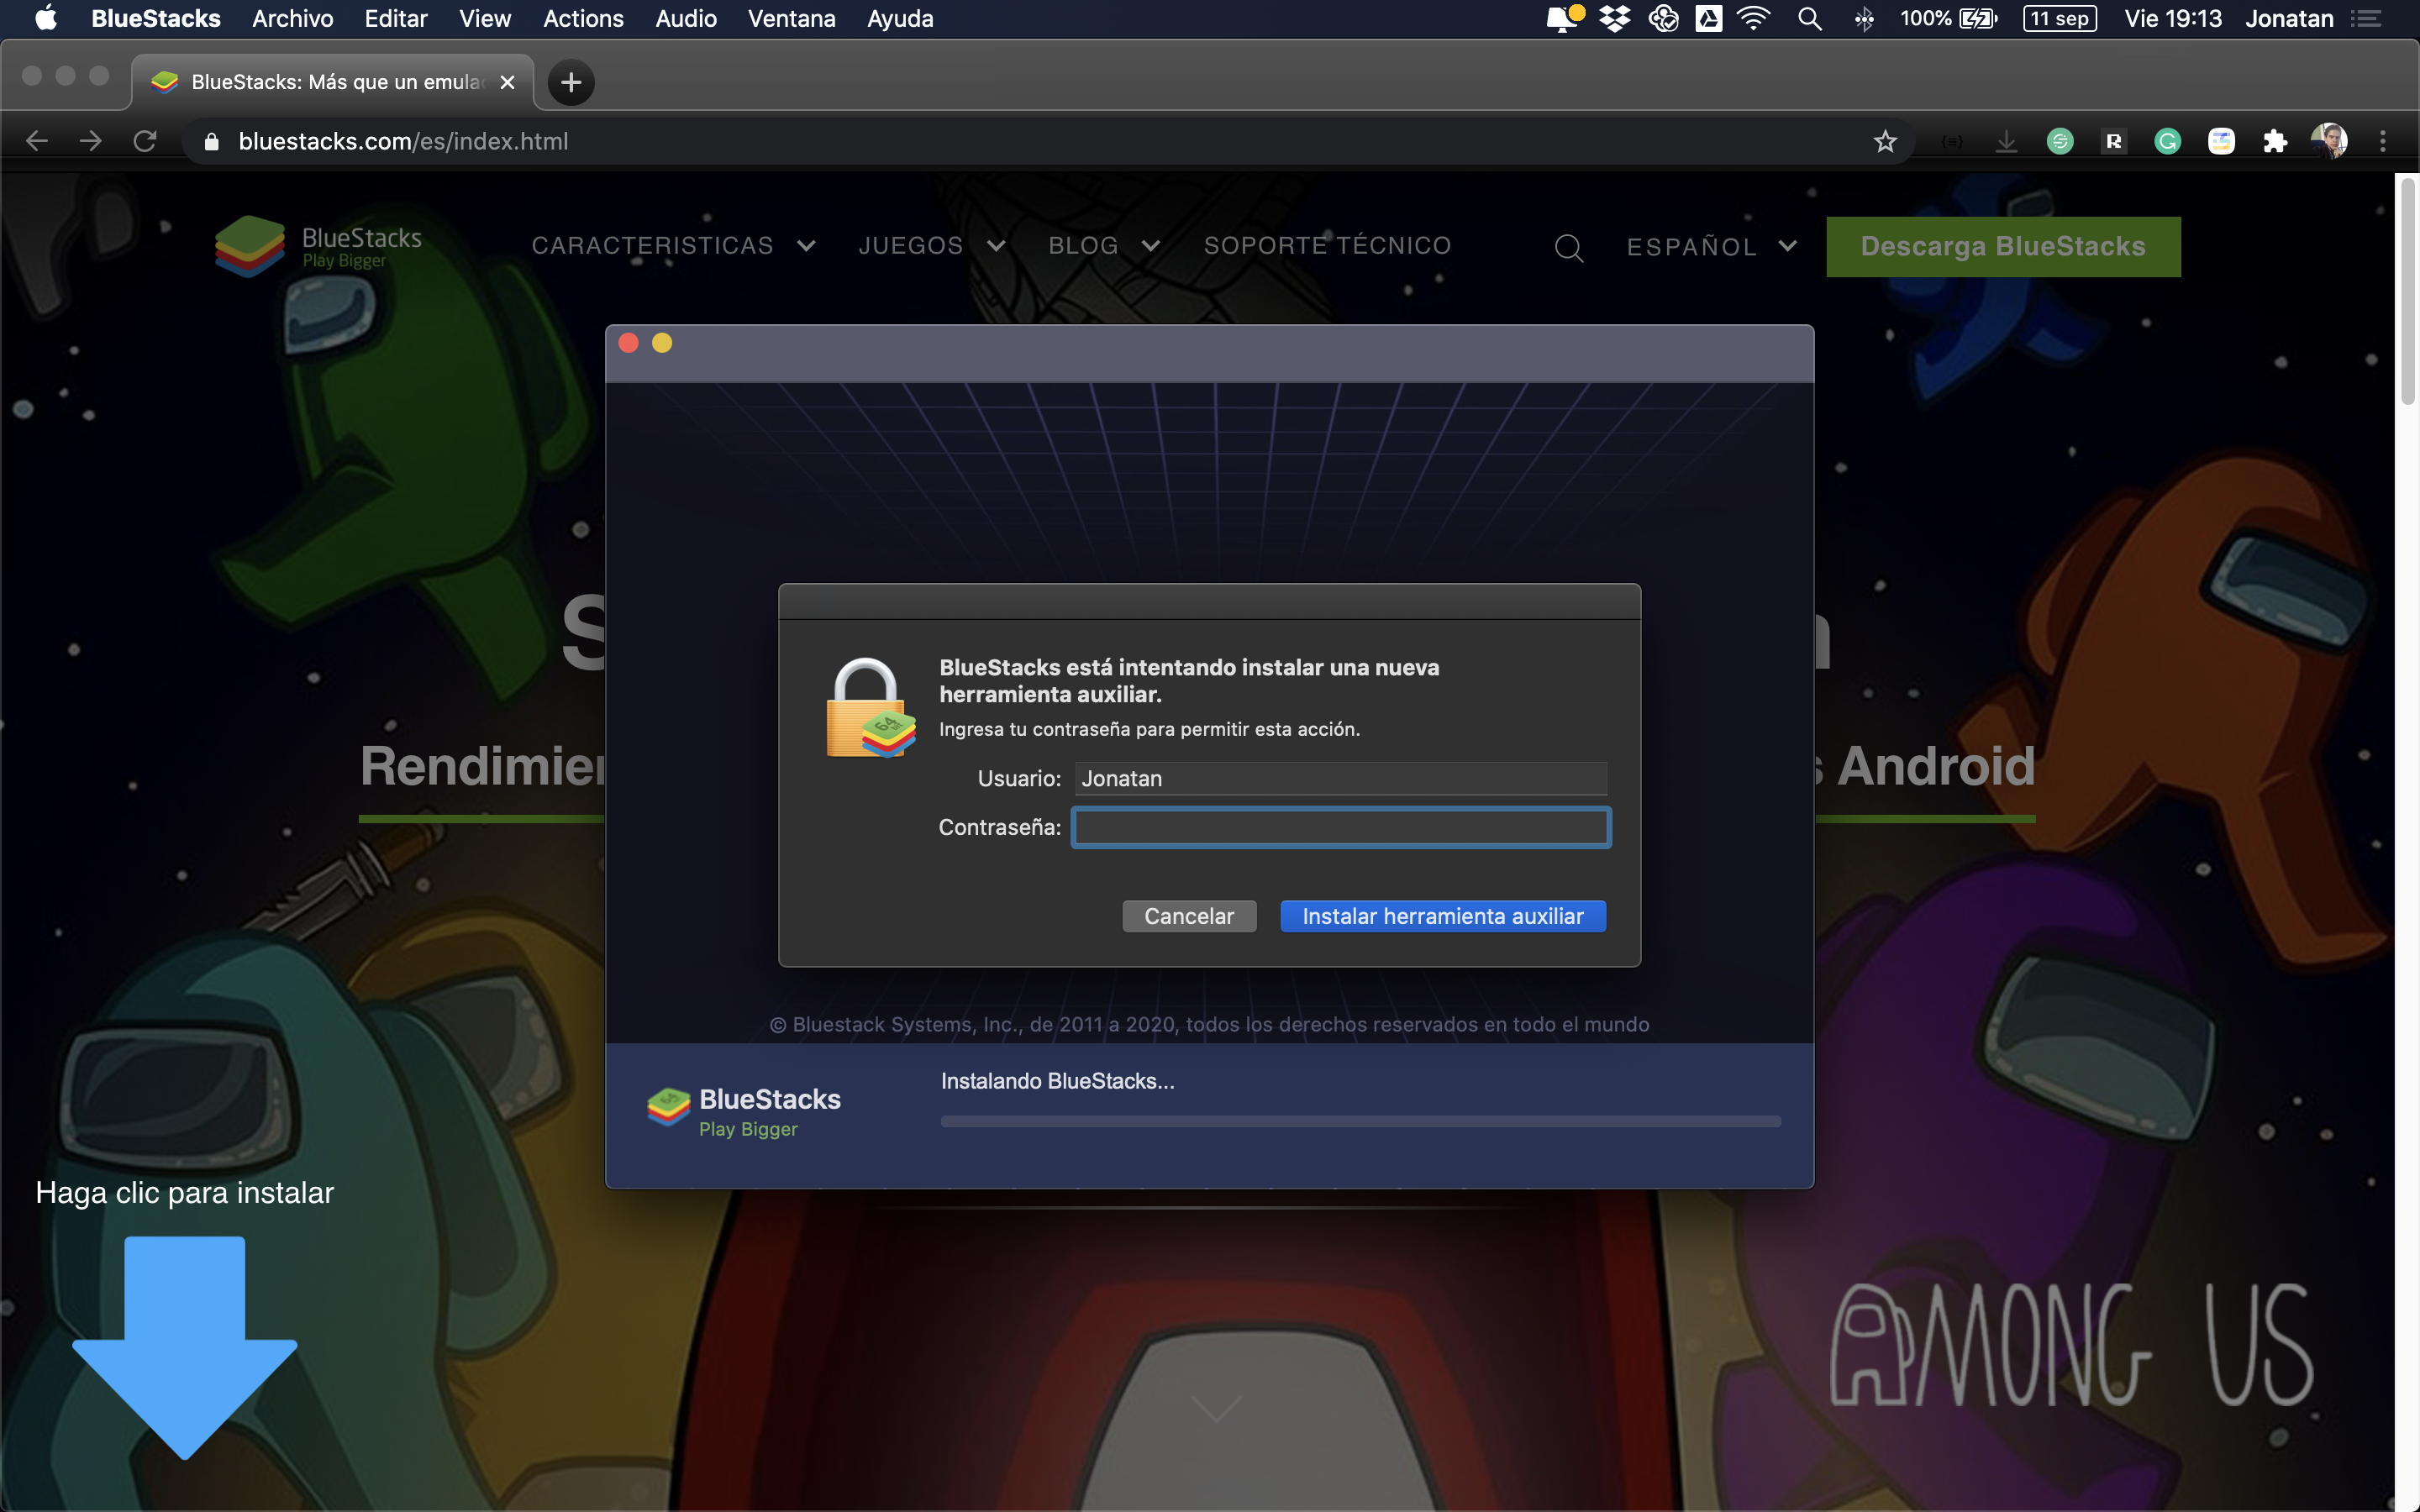 BlueStacks Archivo Editar View Actions Audio Ventana Ayuda 100% 11 sep Vie 19:13 Jonatan
BlueStacks: Más que un emula
bluestacks.com/es/index.html
BlueStacks
Play Bigger
CARACTERISTICAS JUEGOS BLOG SOPORTE TÉCNICO ESPAÑOL Descarga BlueStacks
BlueStacks está intentando instalar una nueva
herramienta auxiliar.
Ingresa tu contraseña para permitir esta acción.
Usuario: Jonatan
Contraseña:
Cancelar Instalar herramienta auxiliar
Android
© Bluestack Systems, Inc., de 2011 a 2020, todos los derechos reservados en todo el mundo
BlueStacks
Play Bigger
Instalando BlueStacks...
Haga clic para instalar
AMONG US